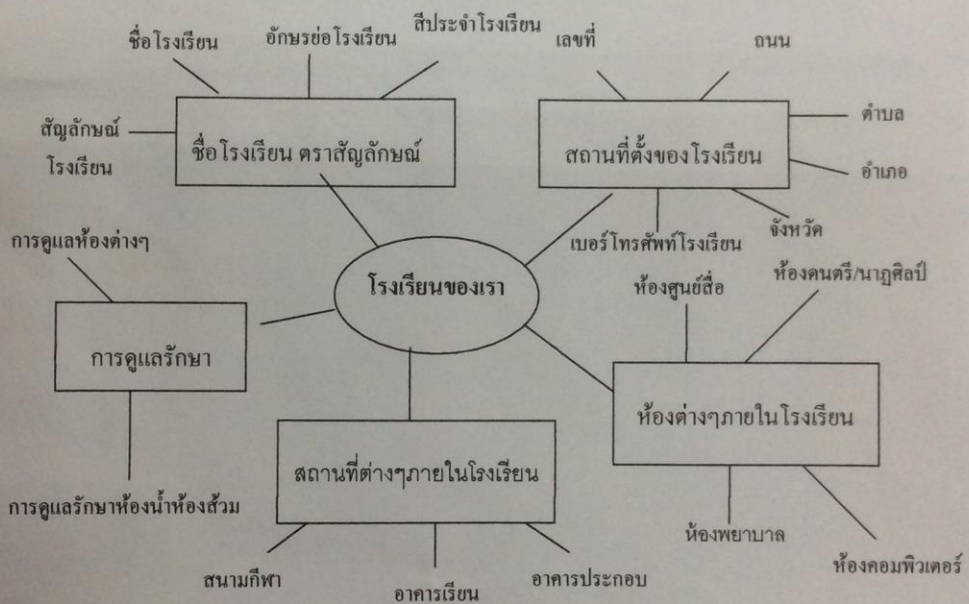 ชื่อโรงเรียน
อักษรย่อโรงเรียน
สีประจำโรงเรียน
สัญลักษณ์
โรงเรียน
ชื่อโรงเรียน ตราสัญลักษณ์
เลขที่
ถนน
ตำบล
อำเภอ
สถานที่ตั้งของโรงเรียน
เบอร์โทรศัพท์โรงเรียน
จังหวัด
การดูแลห้องต่างๆ
โรงเรียนของเรา
ห้องศูนย์สื่อ
ห้องดนตรี/นาฏศิลป์
การดูแลรักษา
ห้องต่างๆภายในโรงเรียน
สถานที่ต่างๆภายในโรงเรียน
การดูแลรักษาห้องน้ำห้องส้วม
ห้องพยาบาล
ห้องคอมพิวเตอร์
สนามกีฬา
อาคารเรียน
อาคารประกอบ